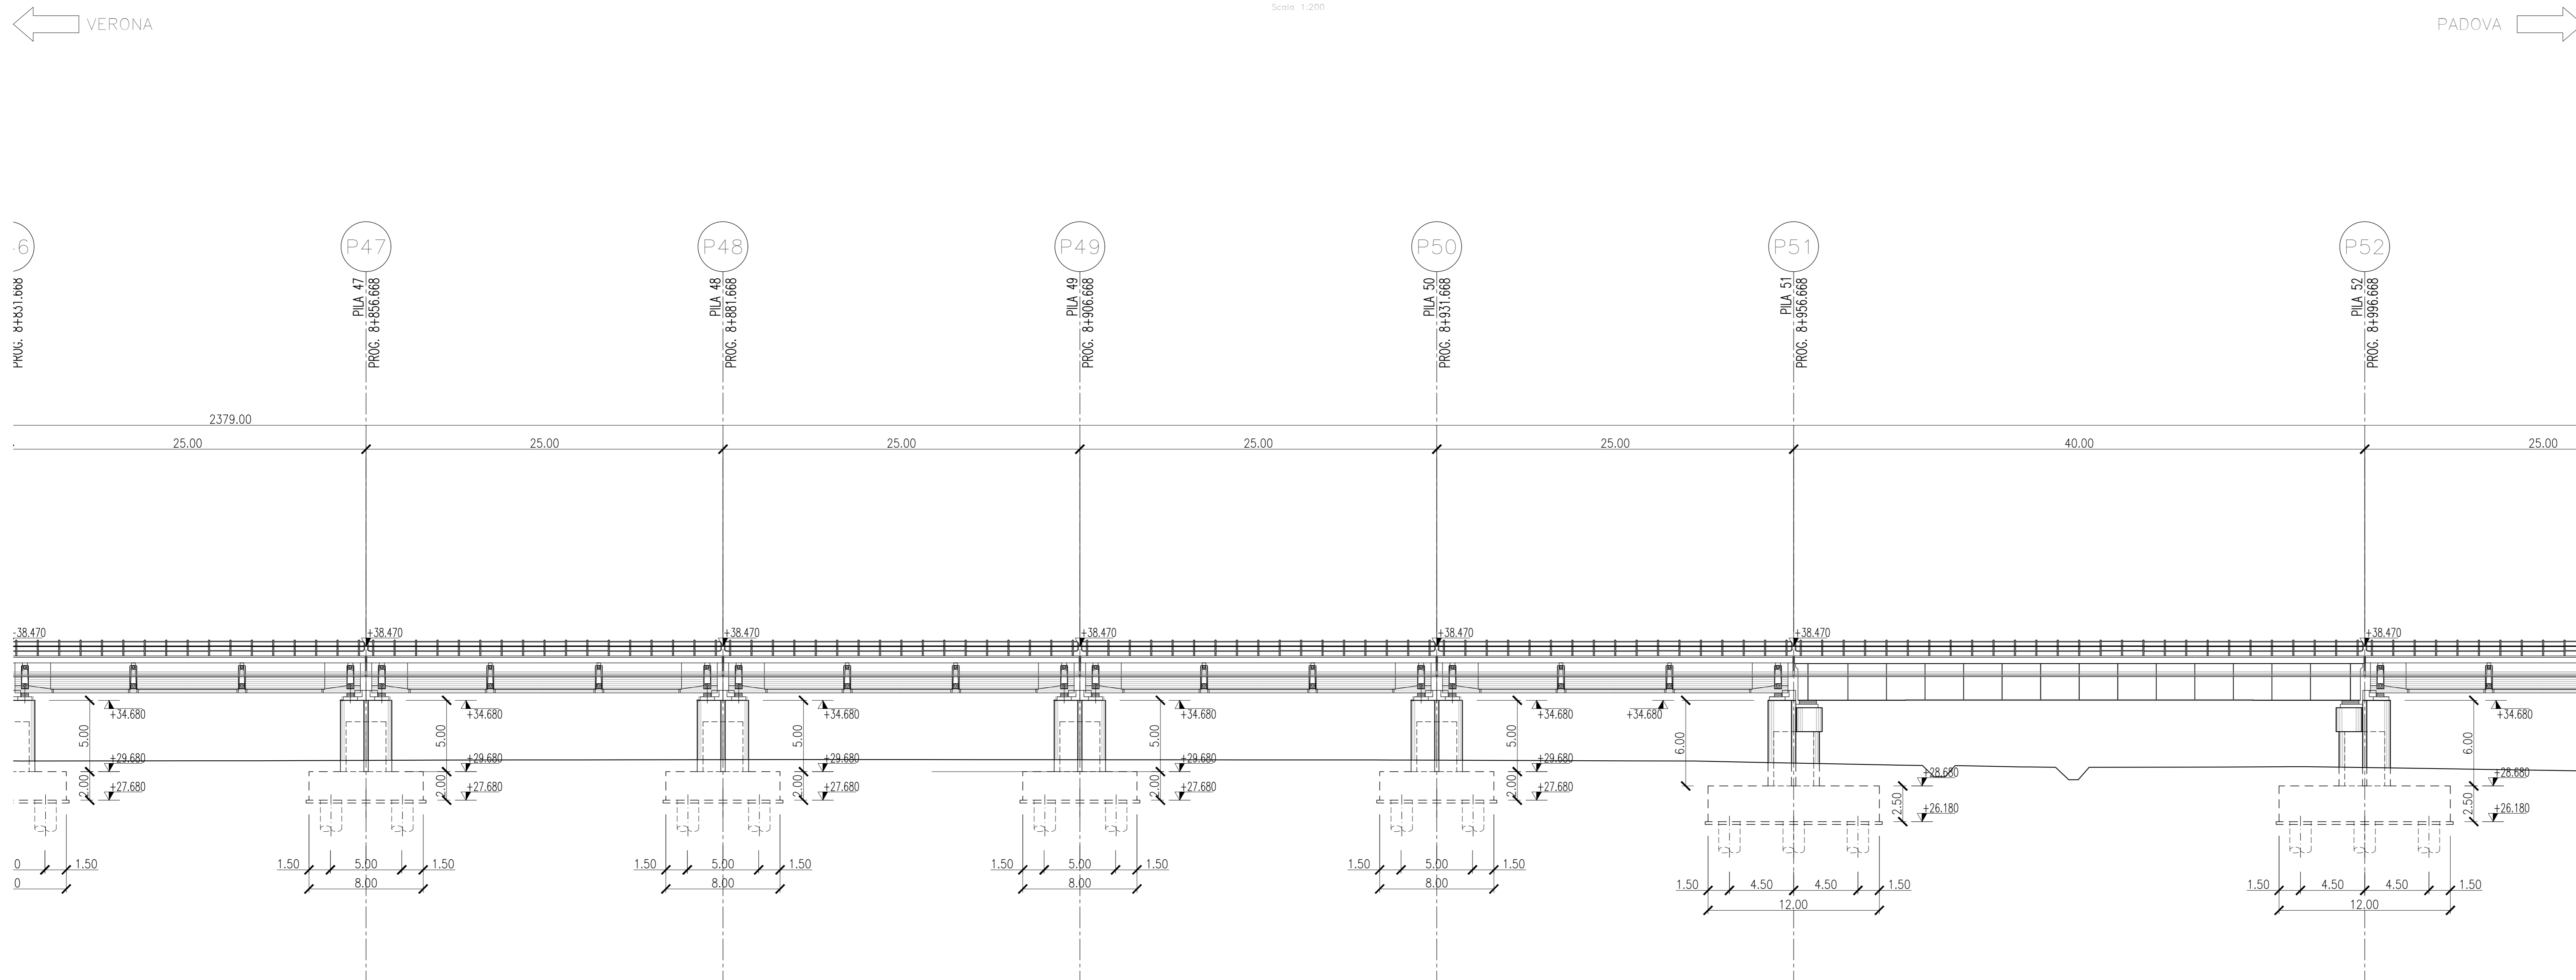 Scala 1:200
VERONA
PADOVA
P47
P48
P49
P50
P51
P52
PROG. 8+831.668
PILA 47
PROG. 8+856.668
PILA 48
PROG. 8+881.668
PILA 49
PROG. 8+906.668
PILA 50
PROG. 8+931.668
PILA 51
PROG. 8+956.668
PILA 52
PROG. 8+996.668
2379.00
25.00 25.00 25.00 25.00 25.00 40.00 25.00
+38.470 +38.470 +38.470 +38.470 +38.470 +38.470 +38.470
+34.680 +34.680 +34.680 +34.680 +34.680 +34.680 +34.680
5.00 5.00 5.00 5.00 5.00 6.00 6.00
+29.680 +29.680 +29.680 +29.680 +29.680 +28.680 +28.680
2.00 2.00 2.00 2.00 2.00 2.50 2.50
+27.680 +27.680 +27.680 +27.680 +27.680 +26.180 +26.180
0 1.50 1.50 5.00 1.50 1.50 5.00 1.50 1.50 5.00 1.50 1.50 5.00 1.50
0 8.00 8.00 8.00 8.00
1.50 4.50 4.50 1.50 1.50 4.50 4.50 1.50
12.00 12.00